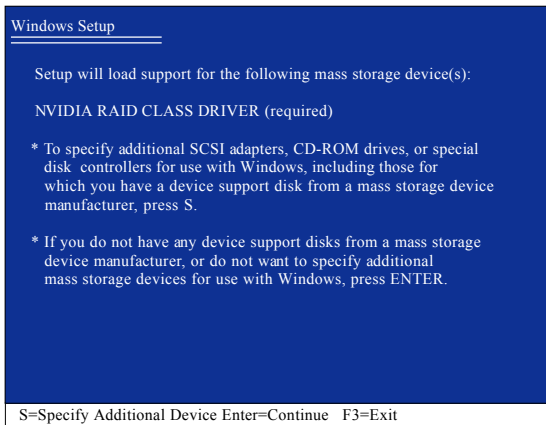 Windows Setup
Setup will load support for the following mass storage device(s):
NVIDIA RAID CLASS DRIVER (required)
* To specify additional SCSI adapters, CD-ROM drives, or special
disk controllers for use with Windows, including those for
which you have a device support disk from a mass storage device
manufacturer, press S.
* If you do not have any device support disks from a mass storage
device manufacturer, or do not want to specify additional
mass storage devices for use with Windows, press ENTER.
S=Specify Additional Device Enter=Continue F3=Exit